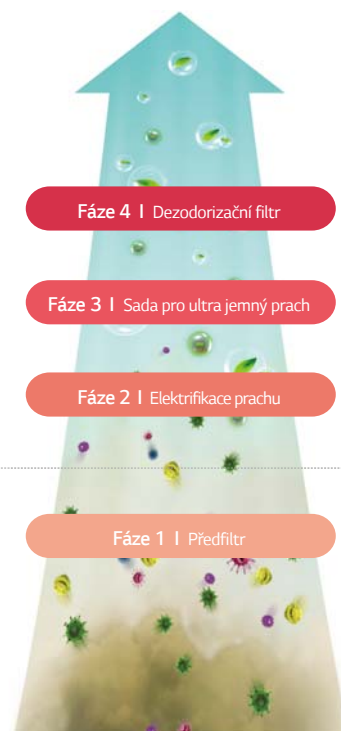 Fáze 4 I Dezodorizační filtr
Fáze 3 I Sada pro ultra jemný prach
Fáze 2 I Elektrifikace prachu
Fáze 1 I Předfiltr